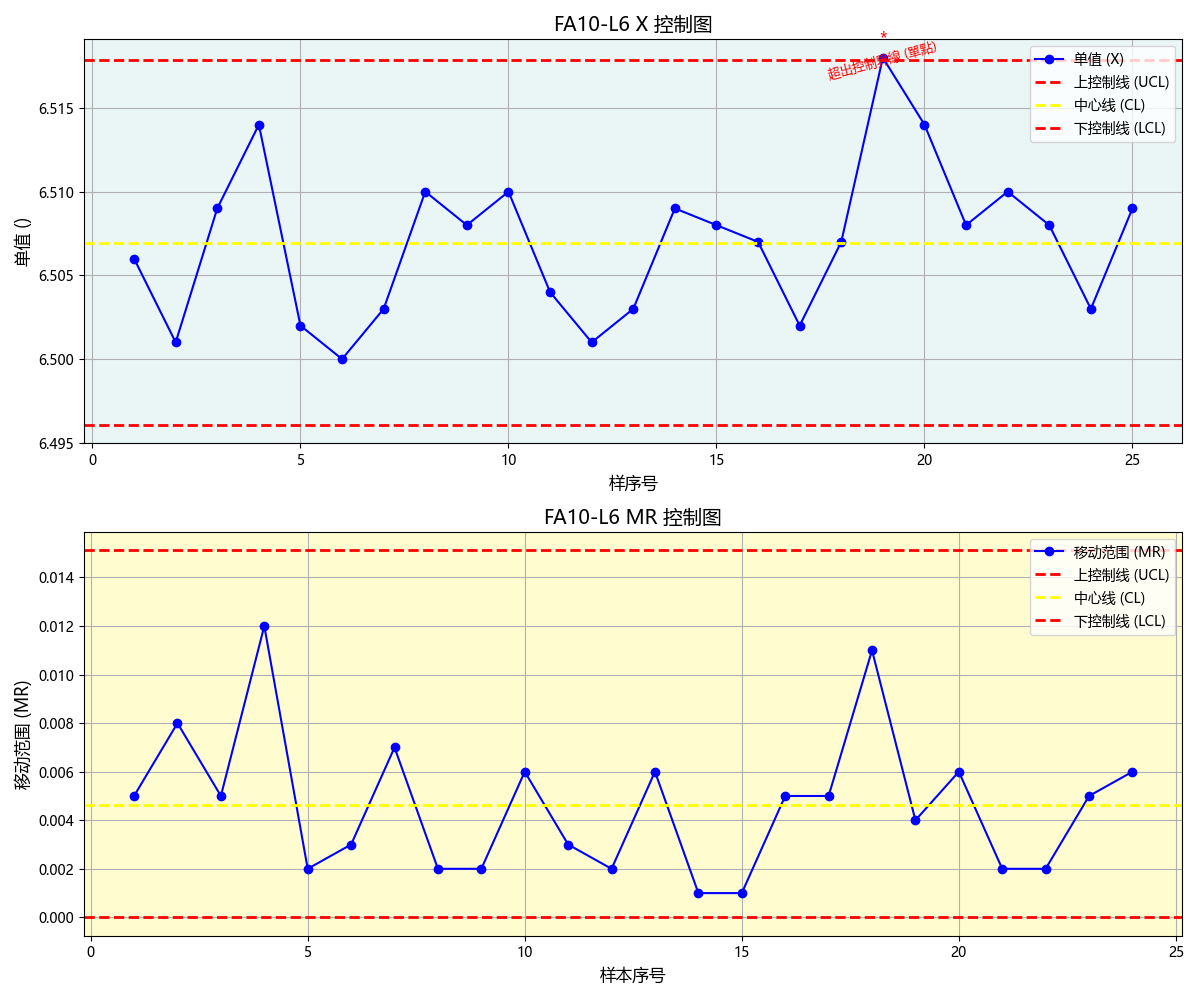 FA10-L6 X 控制图
*
超出控制界線 (單點)
单值 (X)
上控制线 (UCL)
中心线 (CL)
下控制线 (LCL)
单值 ()
6.515
6.510
6.505
6.500
6.495
0 5 10 15 20 25
样序号
FA10-L6 MR 控制图
移动范围 (MR)
上控制线 (UCL)
中心线 (CL)
下控制线 (LCL)
移动范围 (MR)
0.014
0.012
0.010
0.008
0.006
0.004
0.002
0.000
0 5 10 15 20 25
样本序号